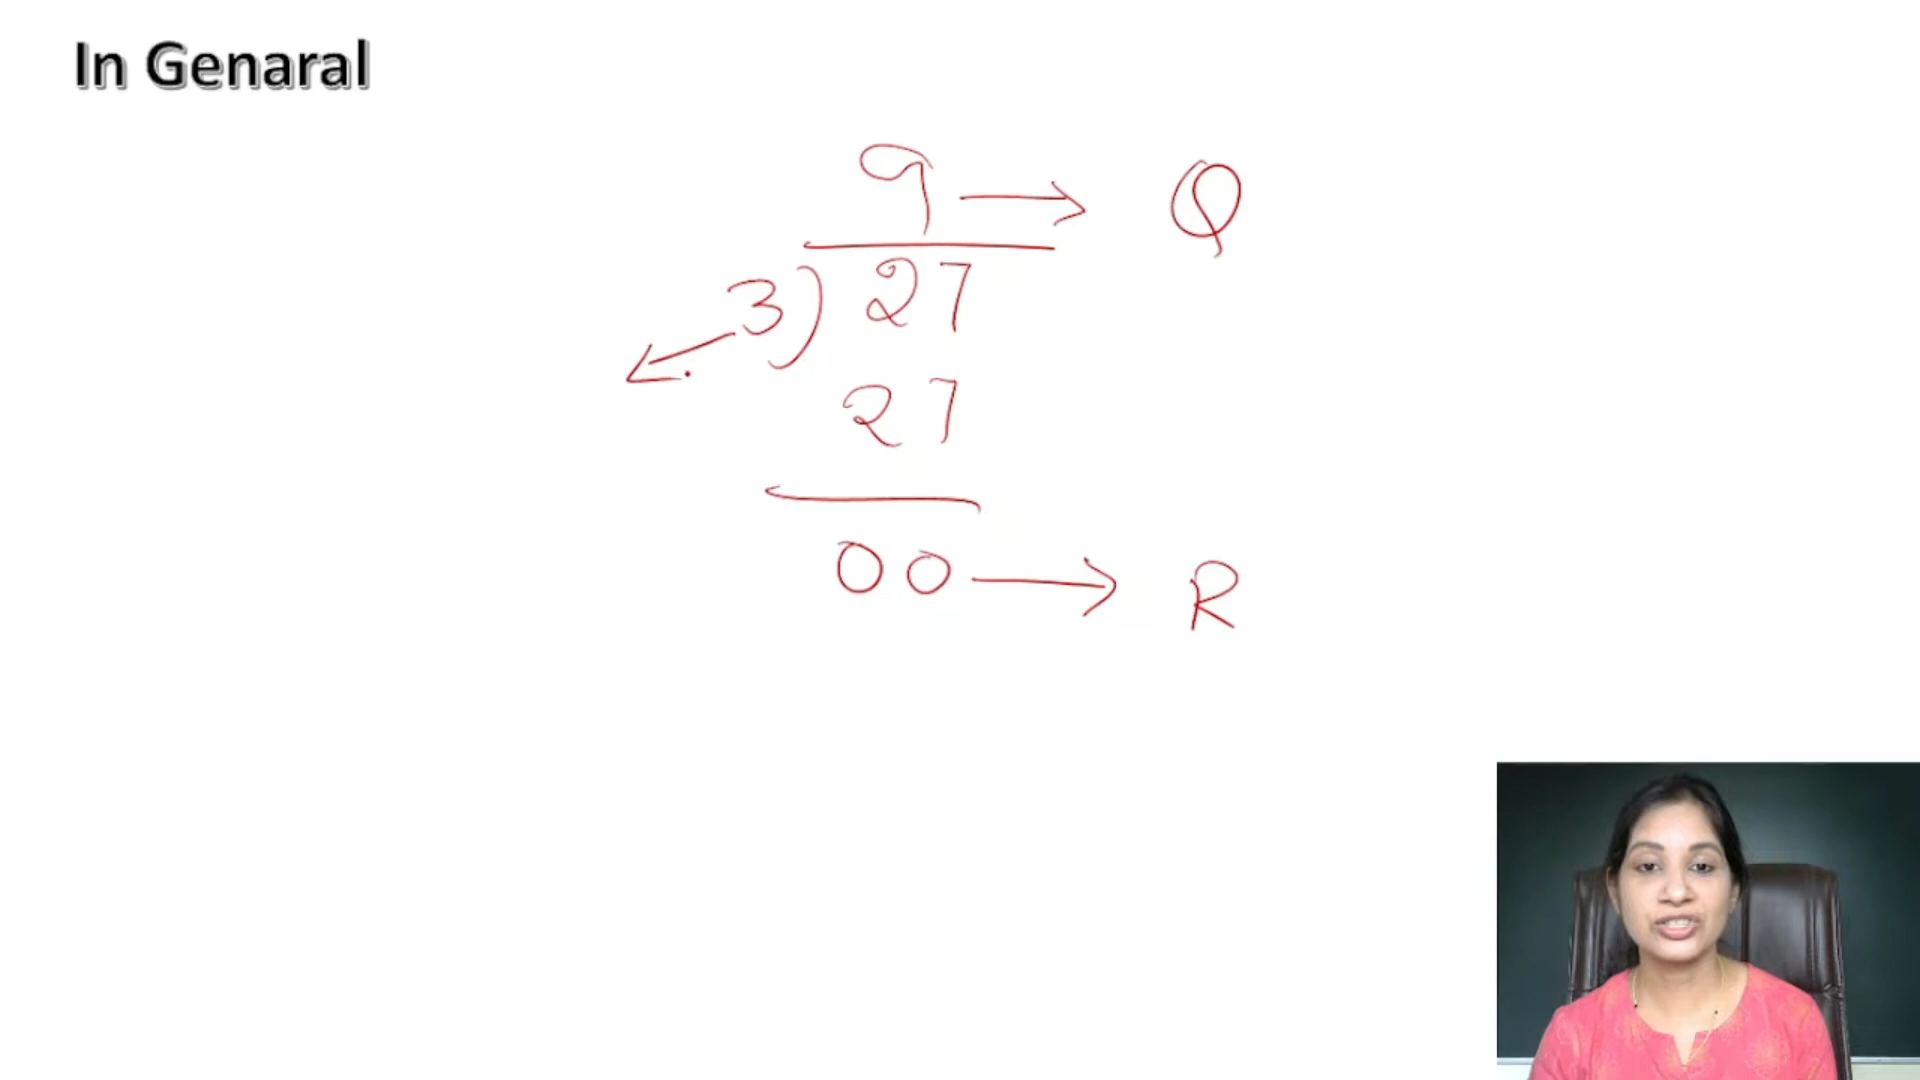 In Genaral
9 → Q
3) 27
27
00 → R